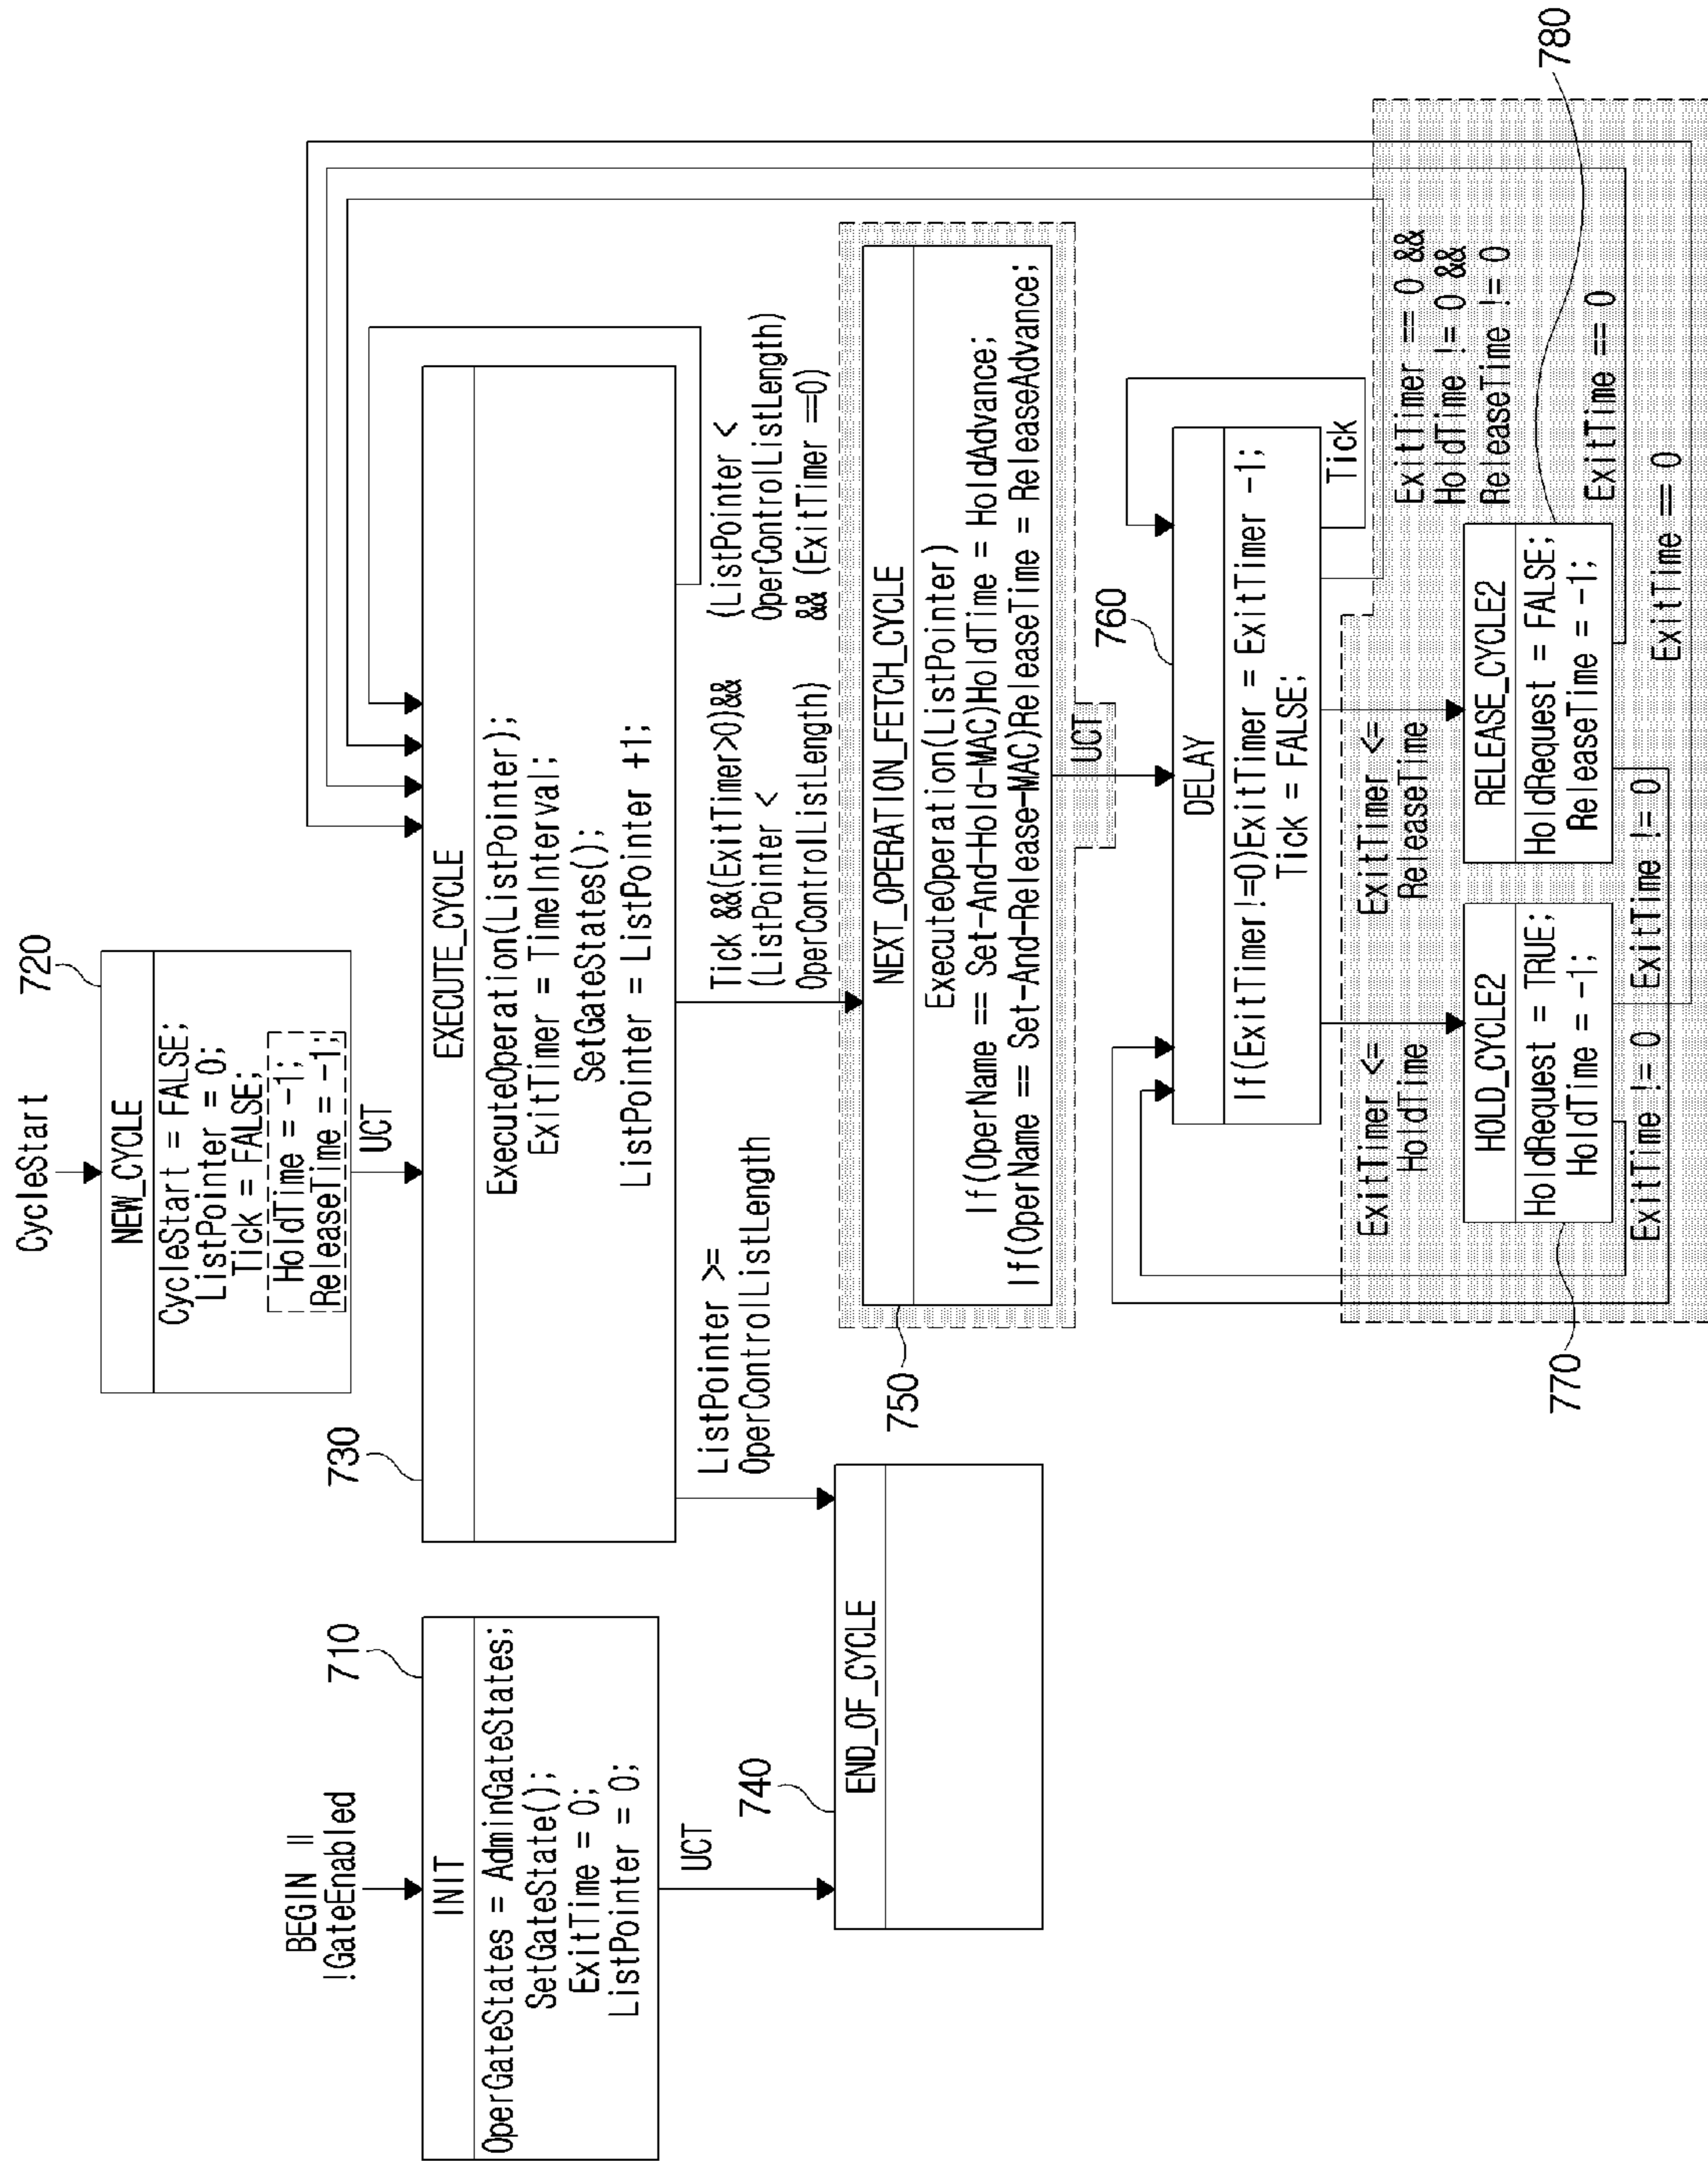 BEGIN ||
!GateEnabled
710
INIT
OperGateStates = AdminGateStates;
SetGateState();
ExitTime = 0;
ListPointer = 0;
UCT
740
END_OF_CYCLE
CycleStart
720
NEW_CYCLE
CycleStart = FALSE;
ListPointer = 0;
Tick = FALSE;
HoldTime = -1;
ReleaseTime = -1;
UCT
730
EXECUTE_CYCLE
ExecuteOperation(ListPointer);
ExitTimer = TimeInterval;
SetGateStates();
ListPointer = ListPointer +1;
ListPointer >=
OperControlListLength
Tick &&(ExitTimer>0)&&
(ListPointer <
OperControlListLength)
(ListPointer <
OperControlListLength)
&& (ExitTimer ==0)
750
NEXT_OPERATION_FETCH_CYCLE
ExecuteOperation(ListPointer)
If(OperName == Set-And-Hold-MAC)HoldTime = HoldAdvance;
If(OperName == Set-And-Release-MAC)ReleaseTime = ReleaseAdvance;
UCT
760
DELAY
If(ExitTimer!=0)ExitTimer = ExitTimer -1;
Tick = FALSE;
Tick
ExitTimer <=
HoldTime
ExitTimer <=
ReleaseTime
ExitTimer == 0 &&
HoldTime != 0 &&
ReleaseTime != 0
770
HOLD_CYCLE2
HoldRequest = TRUE;
HoldTime = -1;
780
RELEASE_CYCLE2
HoldRequest = FALSE;
ReleaseTime = -1;
ExitTime == 0
ExitTime != 0
ExitTime != 0
ExitTime == 0